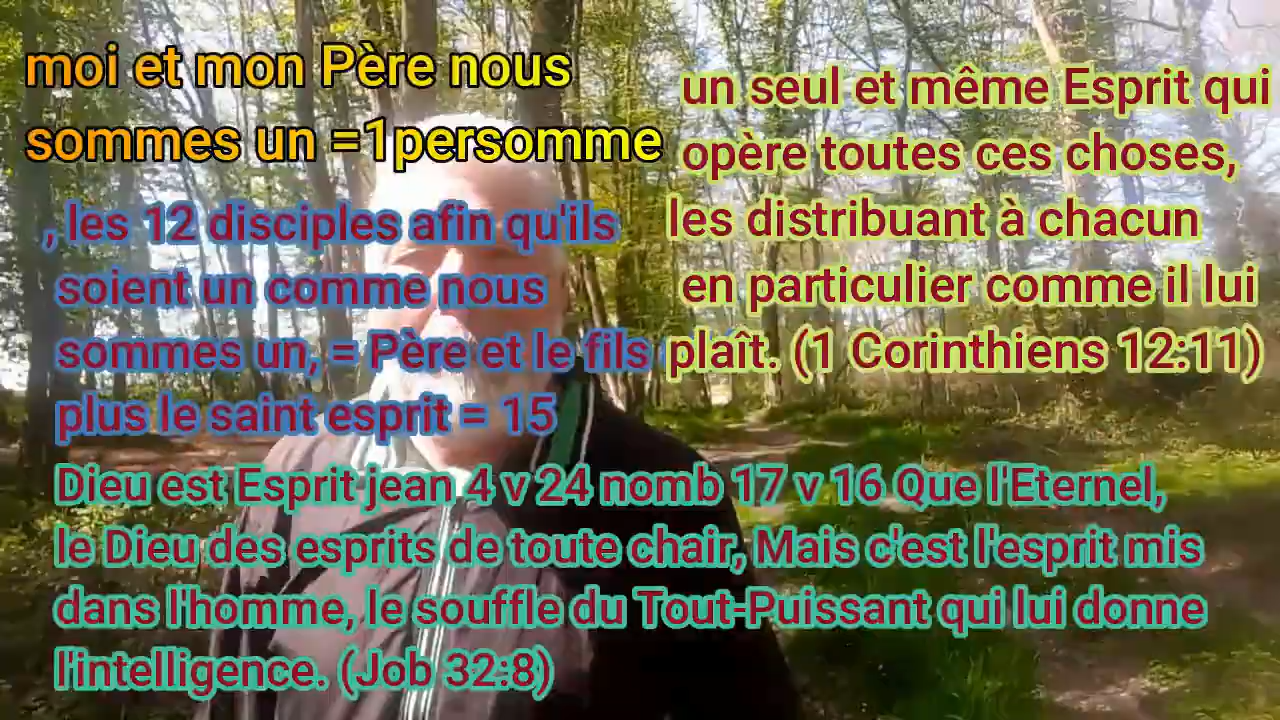 moi et mon Père nous
sommes un =1personne
, les 12 disciples afin qu'ils
soient un comme nous
sommes un, = Père et le fils
plus le saint esprit = 15
un seul et même Esprit qui
opère toutes ces choses,
les distribuant à chacun
en particulier comme il lui
plaît. (1 Corinthiens 12:11)
Dieu est Esprit jean 4 v 24 nomb 17 v 16 Que l'Eternel,
le Dieu des esprits de toute chair, Mais c'est l'esprit mis
dans l'homme, le souffle du Tout-Puissant qui lui donne
l'intelligence. (Job 32:8)